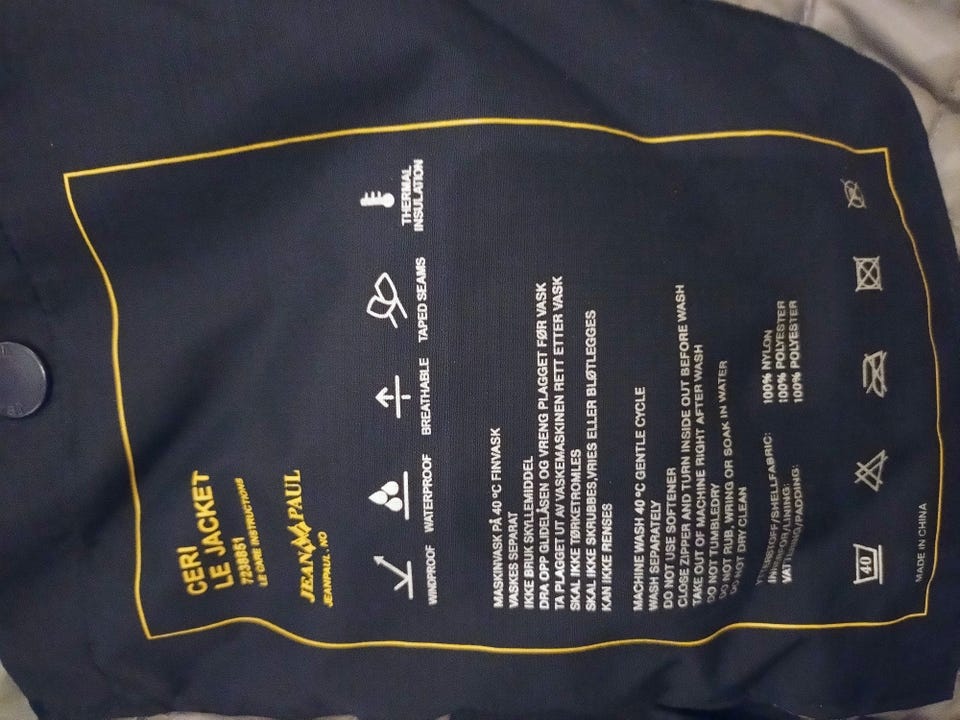 CERI
LE JACKET
7238851
LE CARE INSTRUCTIONS
JEAN PAUL
JEANPAUL.NO
WINDPROOF
WATERPROOF
BREATHABLE
TAPED SEAMS
THERMAL
INSULATION
MASKINVASK PÅ 40 ºC FINVASK
VASKES SEPARAT
IKKE BRUK SKYLLEMIDDEL
DRA OPP GLIDELÅSEN OG VRENG PLAGGET FØR VASK
TA PLAGGET UT AV VASKEMASKINEN RETT ETTER VASK
SKAL IKKE TØRKETROMLES
SKAL IKKE SKRUBBES,VRIES ELLER BLØTLEGGES
KAN IKKE RENSES
MACHINE WASH 40 ºC GENTLE CYCLE
WASH SEPARATELY
DO NOT USE SOFTENER
CLOSE ZIPPER AND TURN INSIDE OUT BEFORE WASH
TAKE OUT OF MACHINE RIGHT AFTER WASH
DO NOT TUMBLEDRY
DO NOT RUB, WRING OR SOAK IN WATER
DO NOT DRY CLEAN
YTTERSTOFF/SHELLFABRIC: 100% NYLON
INNERFOR/LINING: 100% POLYESTER
VATTERING/PADDING: 100% POLYESTER
40
MADE IN CHINA